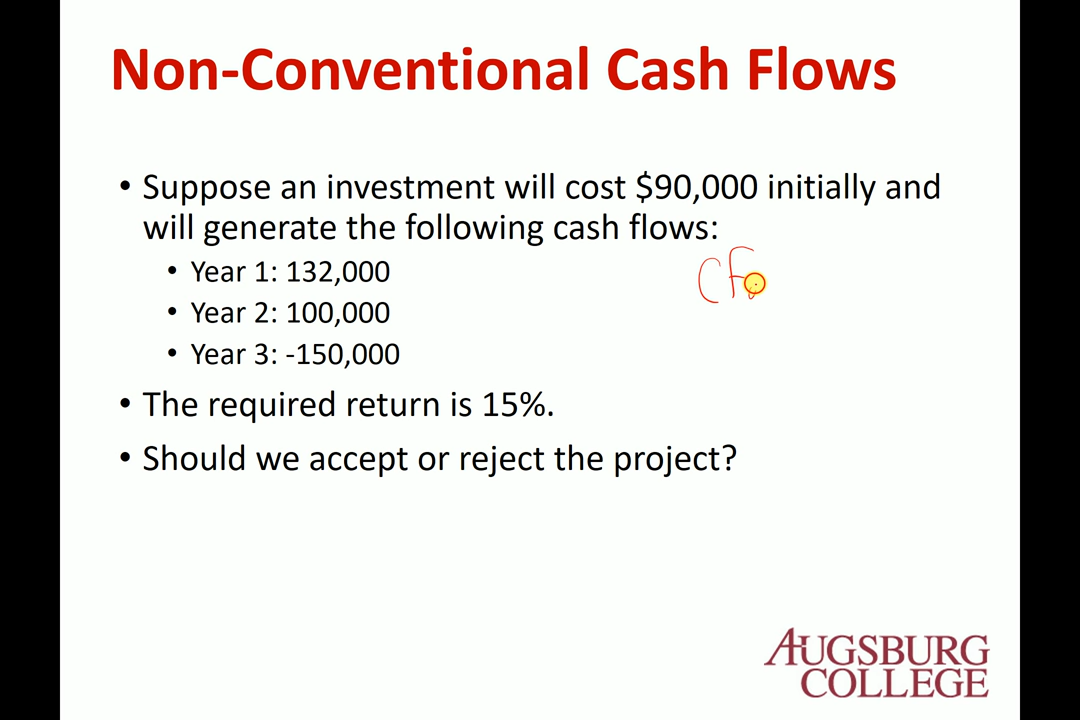 Non-Conventional Cash Flows
• Suppose an investment will cost $90,000 initially and
will generate the following cash flows:
• Year 1: 132,000
CF
• Year 2: 100,000
• Year 3: -150,000
• The required return is 15%.
• Should we accept or reject the project?
AUGSBURG
COLLEGE